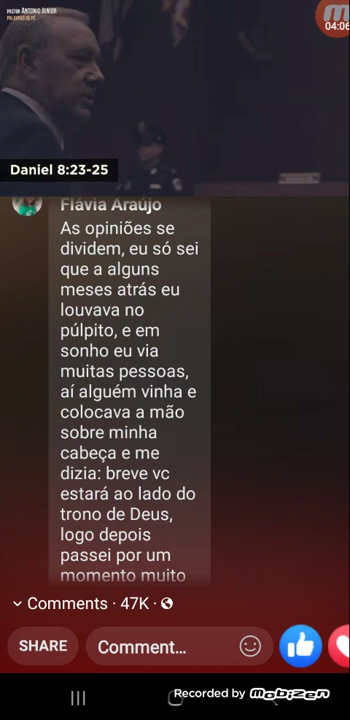 PASTOR ANTONIO JUNIOR
PALAVRAS DE FÉ
04:06
Daniel 8:23-25
Flávia Araújo
As opiniões se
dividem, eu só sei
que a alguns
meses atrás eu
louvava no
púlpito, e em
sonho eu via
muitas pessoas,
aí alguém vinha e
colocava a mão
sobre minha
cabeça e me
dizia: breve vc
estará ao lado do
trono de Deus,
logo depois
passei por um
momento muito
Comments · 47K ·
SHARE
Comment...
Recorded by mobizen